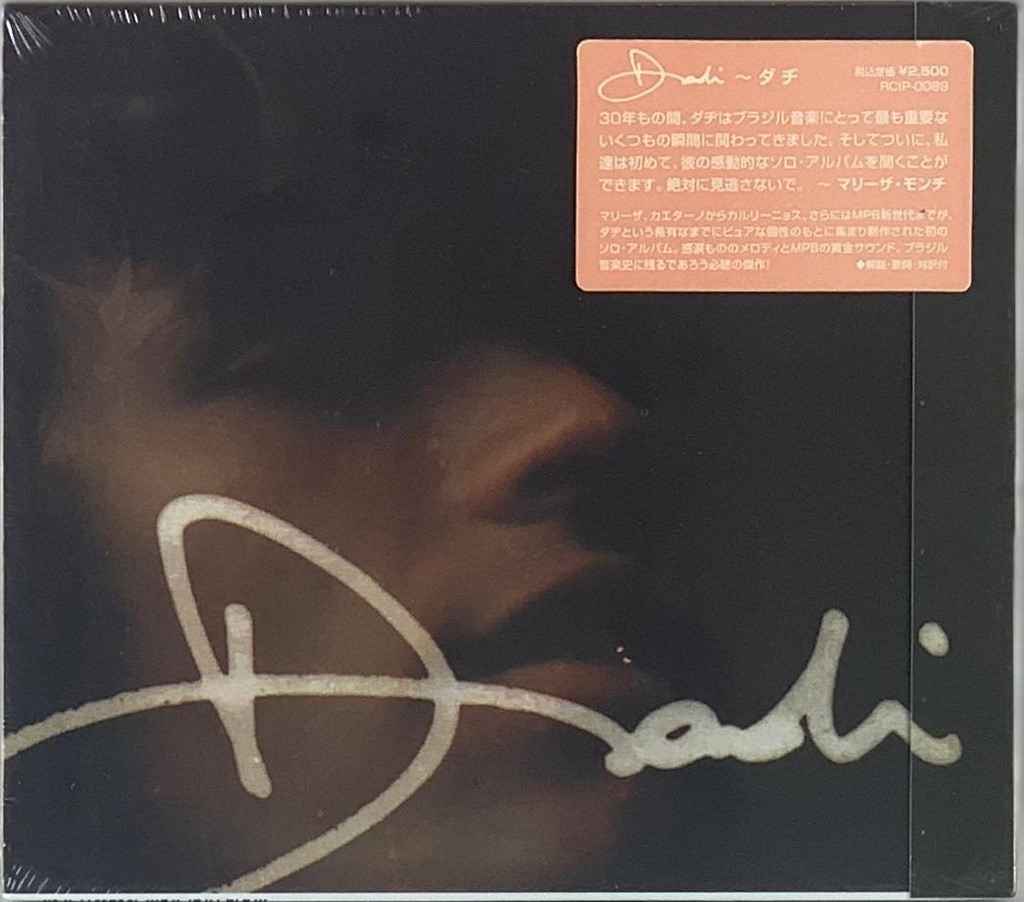 Dadi ～ ダヂ
税込定価 ¥2,500
RCIP-0089
30年もの間、ダヂはブラジル音楽にとって最も重要な
いくつもの瞬間に関わってきました。そしてついに、私
達は初めて、彼の感動的なソロ・アルバムを聞くことが
できます。絶対に見逃さないで。 ～ マリーザ・モンチ
マリーザ、カエターノからカルリーニョス、さらにはMPB新世代までが、
ダヂという希有なまでにピュアな個性のもとに集まり制作された初の
ソロ・アルバム。感涙もののメロディとMPBの黄金サウンド。ブラジル
音楽史に残るであろう必聴の傑作!
◆解説・歌詞・対訳付
Dadi